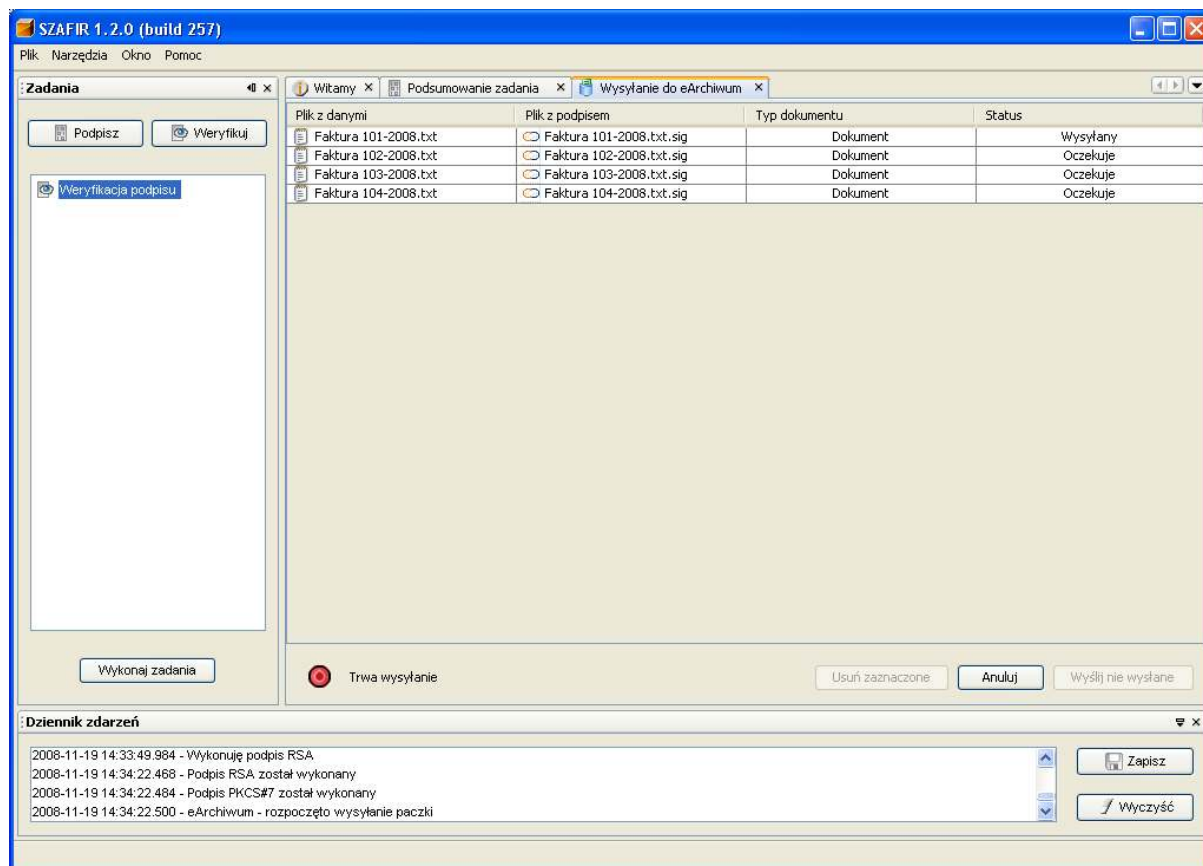 SZAFIR 1.2.0 (build 257)
Plik Narzędzia Okno Pomoc
Zadania
Podpisz Weryfikuj
Weryfikacja podpisu
Wykonaj zadania
Witamy Podsumowanie zadania Wysyłanie do eArchiwum
Plik z danymi Plik z podpisem Typ dokumentu Status
Faktura 101-2008.txt Faktura 101-2008.txt.sig Dokument Wysyłany
Faktura 102-2008.txt Faktura 102-2008.txt.sig Dokument Oczekuje
Faktura 103-2008.txt Faktura 103-2008.txt.sig Dokument Oczekuje
Faktura 104-2008.txt Faktura 104-2008.txt.sig Dokument Oczekuje
Trwa wysyłanie Usuń zaznaczone Anuluj Wyślij nie wysłane
Dziennik zdarzeń
2008-11-19 14:33:49.984 - Wykonuję podpis RSA
2008-11-19 14:34:22.468 - Podpis RSA został wykonany
2008-11-19 14:34:22.484 - Podpis PKCS#7 został wykonany
2008-11-19 14:34:22.500 - eArchiwum - rozpoczęto wysyłanie paczki
Zapisz
Wyczyść